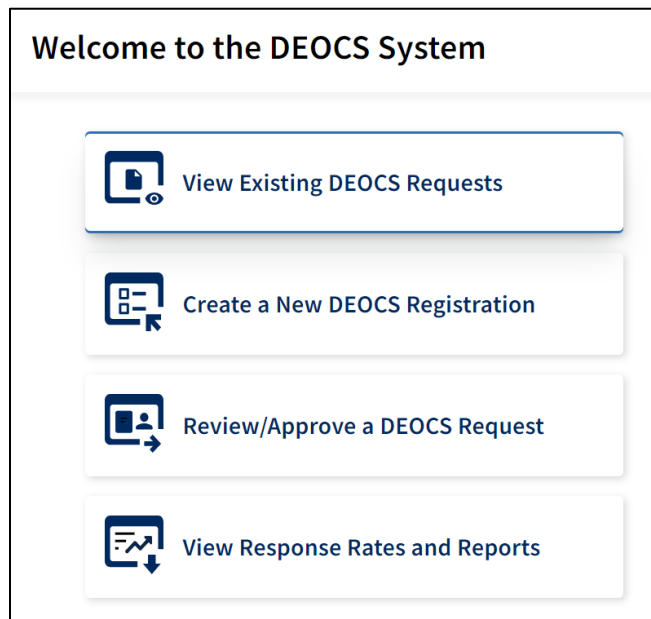 Welcome to the DEOCS System
View Existing DEOCS Requests
Create a New DEOCS Registration
Review/Approve a DEOCS Request
View Response Rates and Reports